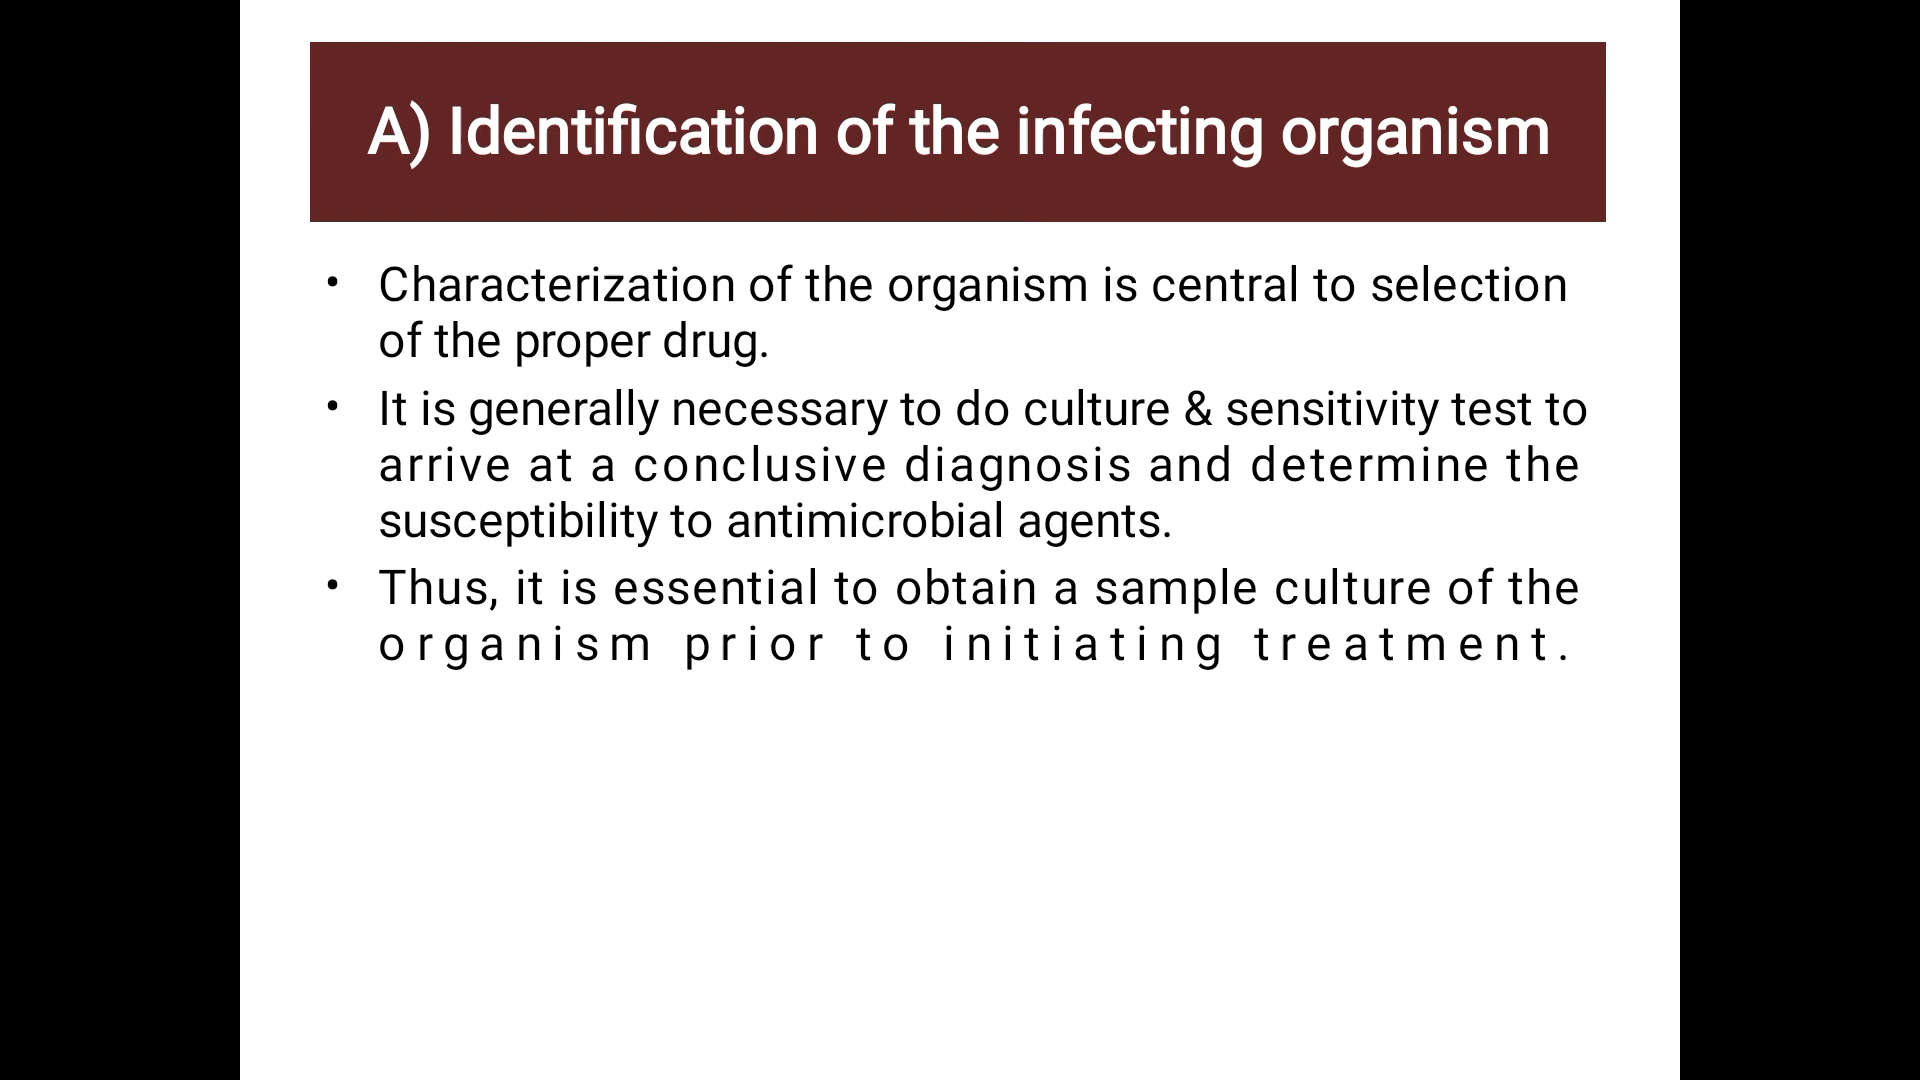 A) Identification of the infecting organism
• Characterization of the organism is central to selection
of the proper drug.
• It is generally necessary to do culture & sensitivity test to
arrive at a conclusive diagnosis and determine the
susceptibility to antimicrobial agents.
• Thus, it is essential to obtain a sample culture of the
organism prior to initiating treatment.